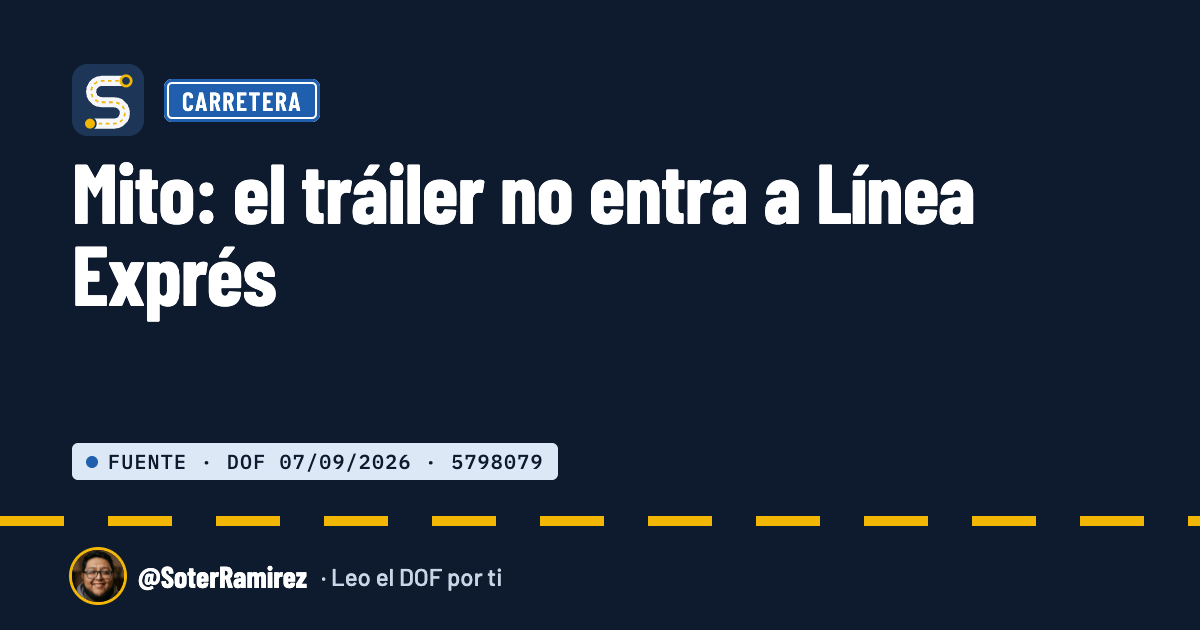 CARRETERA
Mito: el tráiler no entra a Línea
Exprés
FUENTE · DOF 07/09/2026 · 5798079
@SoterRamirez · Leo el DOF por ti